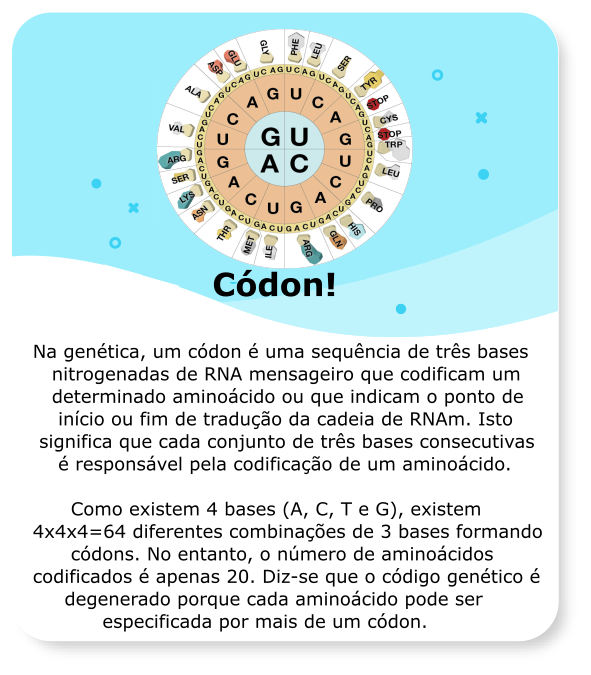 GLY
PHE
LEU
SER
TYR
STOP
CYS
STOP
TRP
LEU
PRO
HIS
GLN
ARG
ILE
MET
THR
ASN
LYS
SER
ARG
VAL
ALA
ASP
GLU
G U
A C
U C A G
U C A G
U C A G
U C A G
Códon!
Na genética, um códon é uma sequência de três bases
nitrogenadas de RNA mensageiro que codificam um
determinado aminoácido ou que indicam o ponto de
início ou fim de tradução da cadeia de RNAm. Isto
significa que cada conjunto de três bases consecutivas
é responsável pela codificação de um aminoácido.
Como existem 4 bases (A, C, T e G), existem
4x4x4=64 diferentes combinações de 3 bases formando
códons. No entanto, o número de aminoácidos
codificados é apenas 20. Diz-se que o código genético é
degenerado porque cada aminoácido pode ser
especificada por mais de um códon.